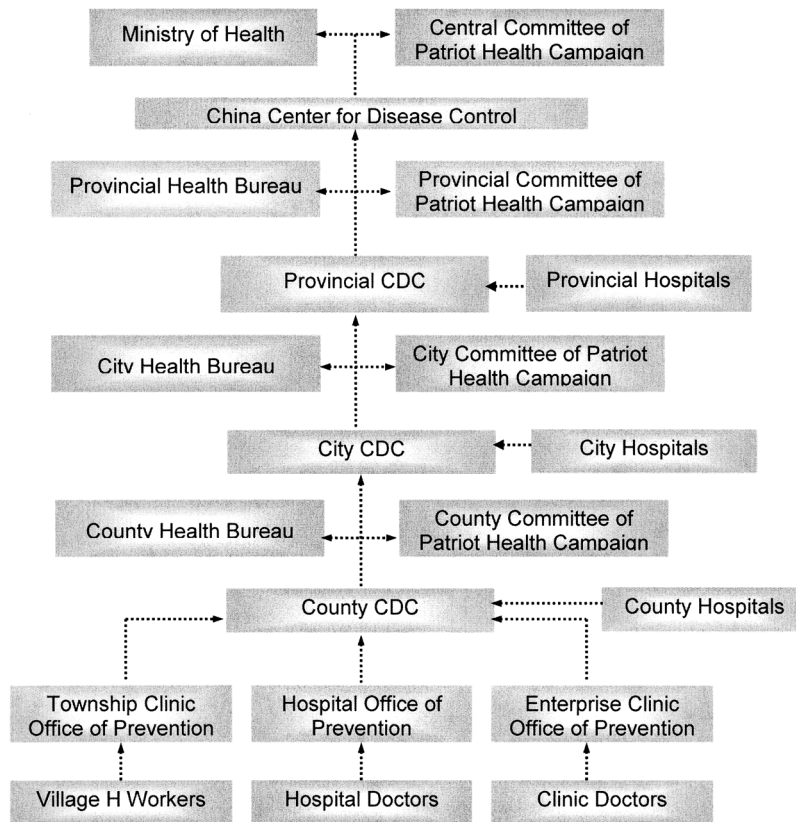 Ministry of Health
Central Committee of
Patriot Health Campaign
China Center for Disease Control
Provincial Health Bureau
Provincial Committee of
Patriot Health Campaign
Provincial CDC
Provincial Hospitals
City Health Bureau
City Committee of Patriot
Health Campaign
City CDC
City Hospitals
County Health Bureau
County Committee of
Patriot Health Campaign
County CDC
County Hospitals
Township Clinic
Office of Prevention
Hospital Office of
Prevention
Enterprise Clinic
Office of Prevention
Village H Workers
Hospital Doctors
Clinic Doctors